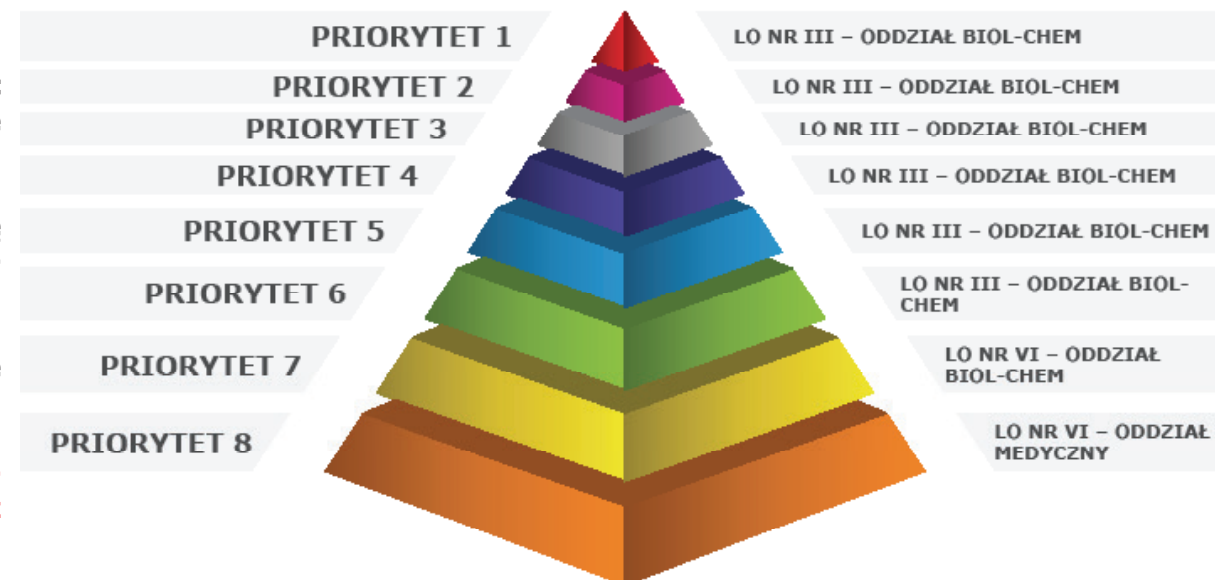 PRIORYTET 1
LO NR III – ODDZIAŁ BIOL-CHEM
PRIORYTET 2
LO NR III – ODDZIAŁ BIOL-CHEM
PRIORYTET 3
LO NR III – ODDZIAŁ BIOL-CHEM
PRIORYTET 4
LO NR III – ODDZIAŁ BIOL-CHEM
PRIORYTET 5
LO NR III – ODDZIAŁ BIOL-CHEM
PRIORYTET 6
LO NR III – ODDZIAŁ BIOL-
CHEM
PRIORYTET 7
LO NR VI – ODDZIAŁ
BIOL-CHEM
PRIORYTET 8
LO NR VI – ODDZIAŁ
MEDYCZNY